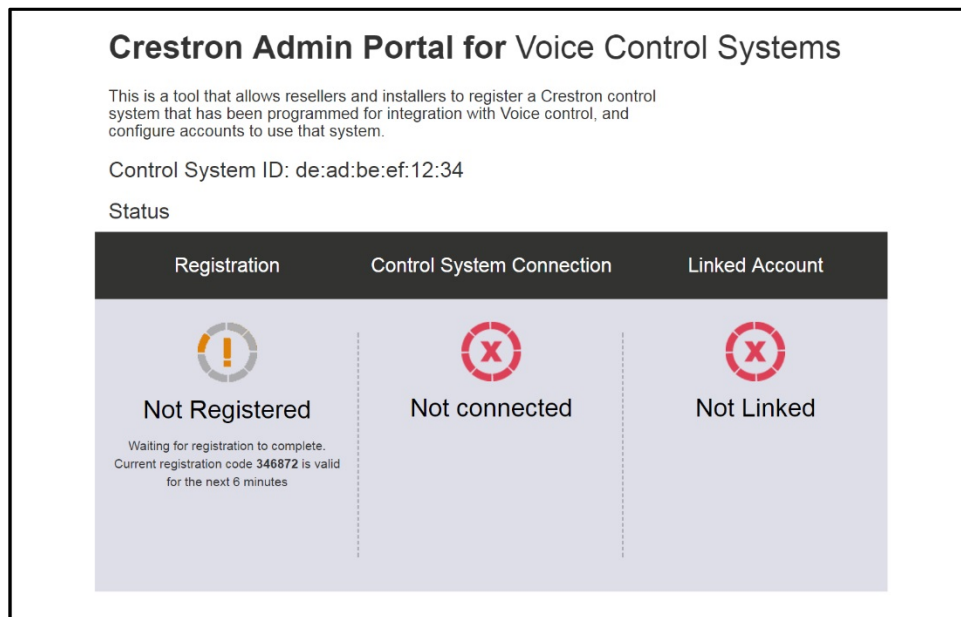 Crestron Admin Portal for Voice Control Systems
This is a tool that allows resellers and installers to register a Crestron control
system that has been programmed for integration with Voice control, and
configure accounts to use that system.
Control System ID: de:ad:be:ef:12:34
Status
Registration
Control System Connection
Linked Account
Not Registered
Waiting for registration to complete.
Current registration code 346872 is valid
for the next 6 minutes
Not connected
Not Linked